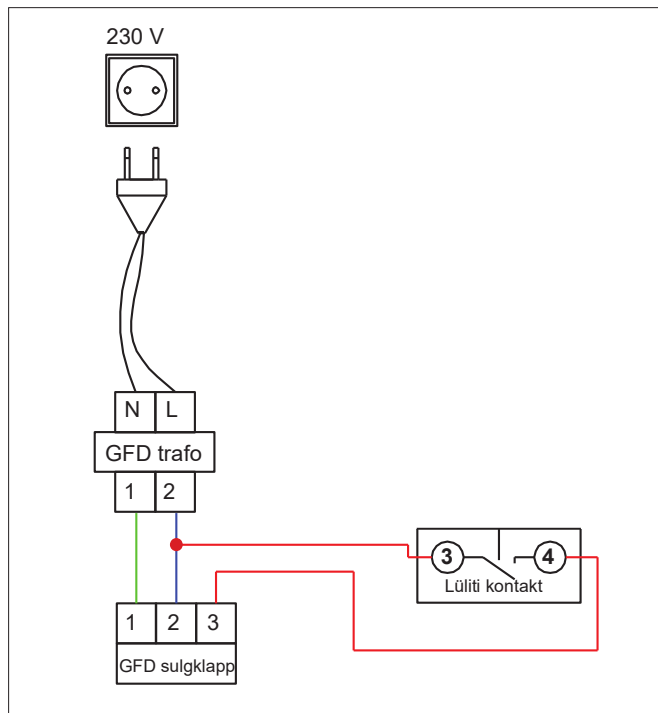 230 V
N L
GFD trafo
1 2
3 4
Lüliti kontakt
1 2 3
GFD sulgklapp